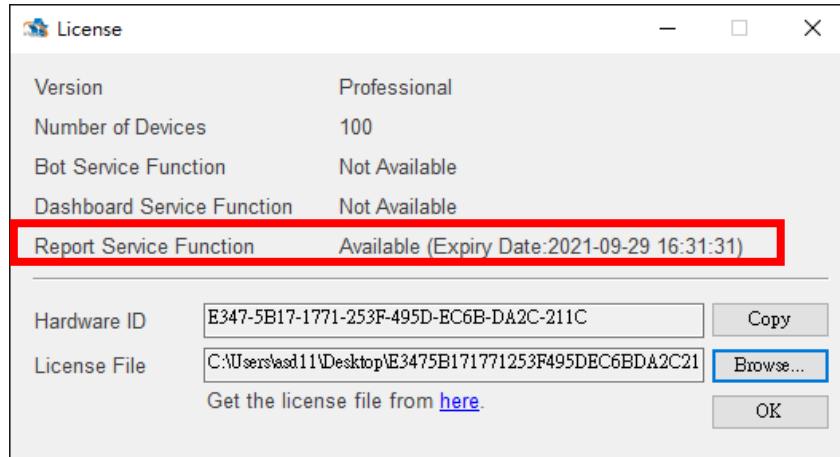 License
Version Professional
Number of Devices 100
Bot Service Function Not Available
Dashboard Service Function Not Available
Report Service Function Available (Expiry Date:2021-09-29 16:31:31)
Hardware ID E347-5B17-1771-253F-495D-EC6B-DA2C-211C Copy
License File C:\Users\asd11\Desktop\E3475B171771253F495DEC6BDA2C21 Browse...
Get the license file from here.
OK